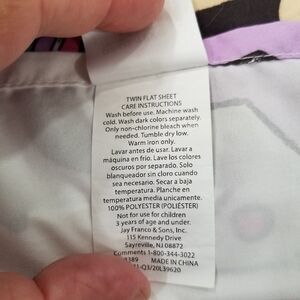 TWIN FLAT SHEET
CARE INSTRUCTIONS
Wash before use. Machine wash
cold. Wash dark colors separately.
Only non-chlorine bleach when
needed. Tumble dry low.
Warm iron only.
Lavar antes de usar. Lavar a
máquina en frío. Lave los colores
oscuros por separado. Solo
blanqueador sin cloro cuando
sea necesario. Secar a baja
temperatura. Planche en
temperatura media unicamente.
100% POLYESTER (POLIÉSTER)
Not for use for children
3 years of age and under.
Jay Franco & Sons, Inc.
115 Kennedy Drive
Sayreville, NJ 08872
Comments 1-800-344-3022
MADE IN CHINA